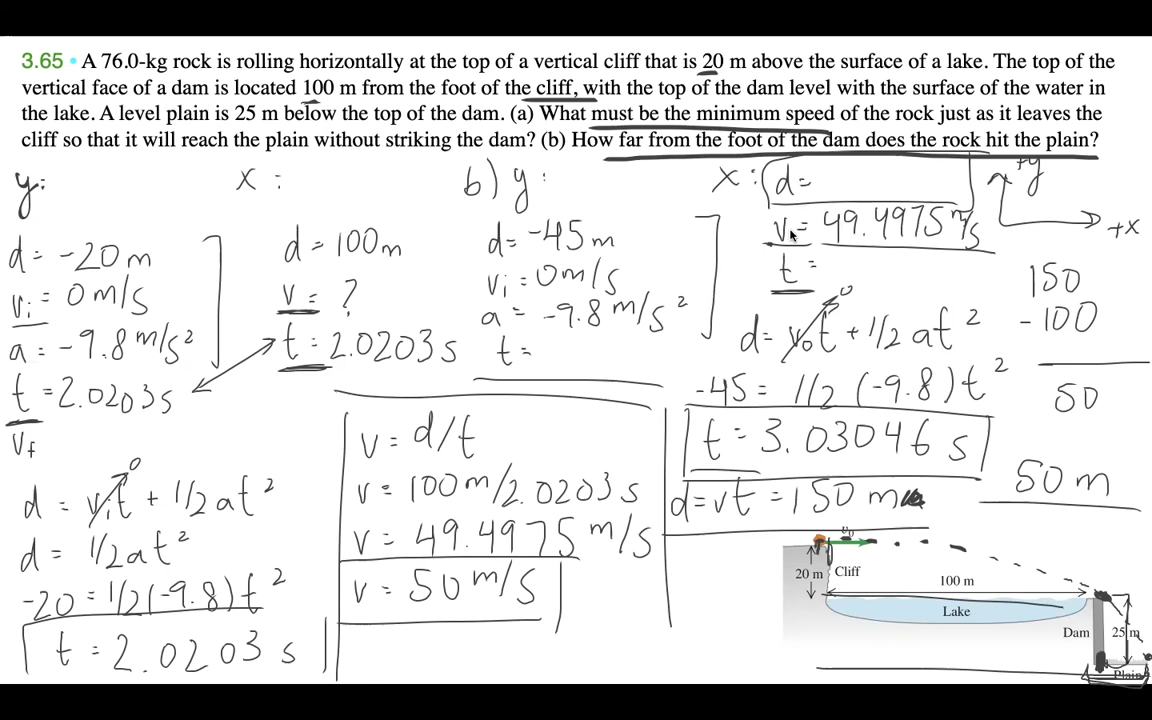 3.65 • A 76.0-kg rock is rolling horizontally at the top of a vertical cliff that is 20 m above the surface of a lake. The top of the
vertical face of a dam is located 100 m from the foot of the cliff, with the top of the dam level with the surface of the water in
the lake. A level plain is 25 m below the top of the dam. (a) What must be the minimum speed of the rock just as it leaves the
cliff so that it will reach the plain without striking the dam? (b) How far from the foot of the dam does the rock hit the plain?
y:
d = -20 m
vi = 0 m/s
a = -9.8 m/s²
t = 2.0203 s
Vf
d = vit + 1/2 at²
0
d = 1/2 at²
-20 = 1/2 (-9.8) t²
t = 2.0203 s
x :
d = 100 m
v = ?
t = 2.0203 s
v = d/t
v = 100 m/2.0203 s
v = 49.4975 m/s
v = 50 m/s
b) y :
d = -45 m
vi = 0 m/s
a = -9.8 m/s²
t =
x : d =
v = 49.4975 m/s
t =
d = v0t + 1/2 at²
0
-45 = 1/2 (-9.8) t²
t = 3.03046 s
d = vt = 150 m
+y
+x
150
- 100
50
50 m
v0
20 m
Cliff
100 m
Lake
Dam
25 m
Plain